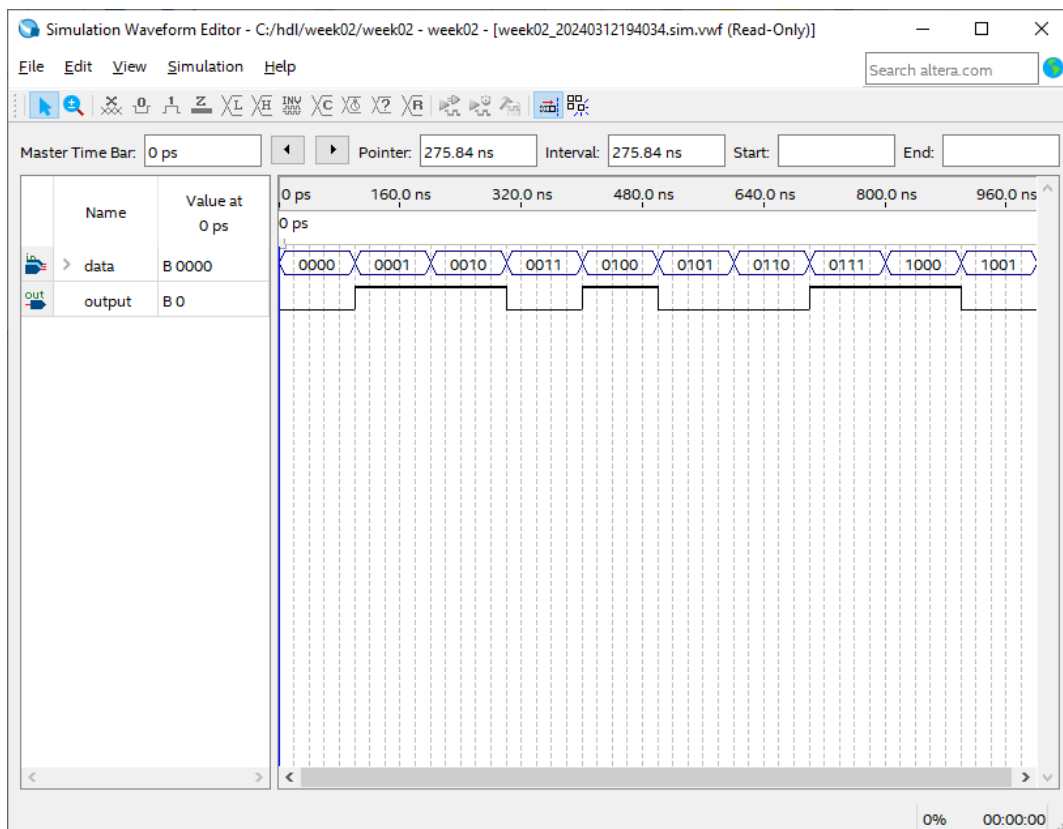 Simulation Waveform Editor - C:/hdl/week02/week02 - week02 - [week02_20240312194034.sim.vwf (Read-Only)]
File Edit View Simulation Help
Search altera.com
Master Time Bar: 0 ps Pointer: 275.84 ns Interval: 275.84 ns Start: End:
Name Value at 0 ps
0 ps 160.0 ns 320.0 ns 480.0 ns 640.0 ns 800.0 ns 960.0 ns
0 ps
in data B 0000 0000 0001 0010 0011 0100 0101 0110 0111 1000 1001
out output B 0
0% 00:00:00